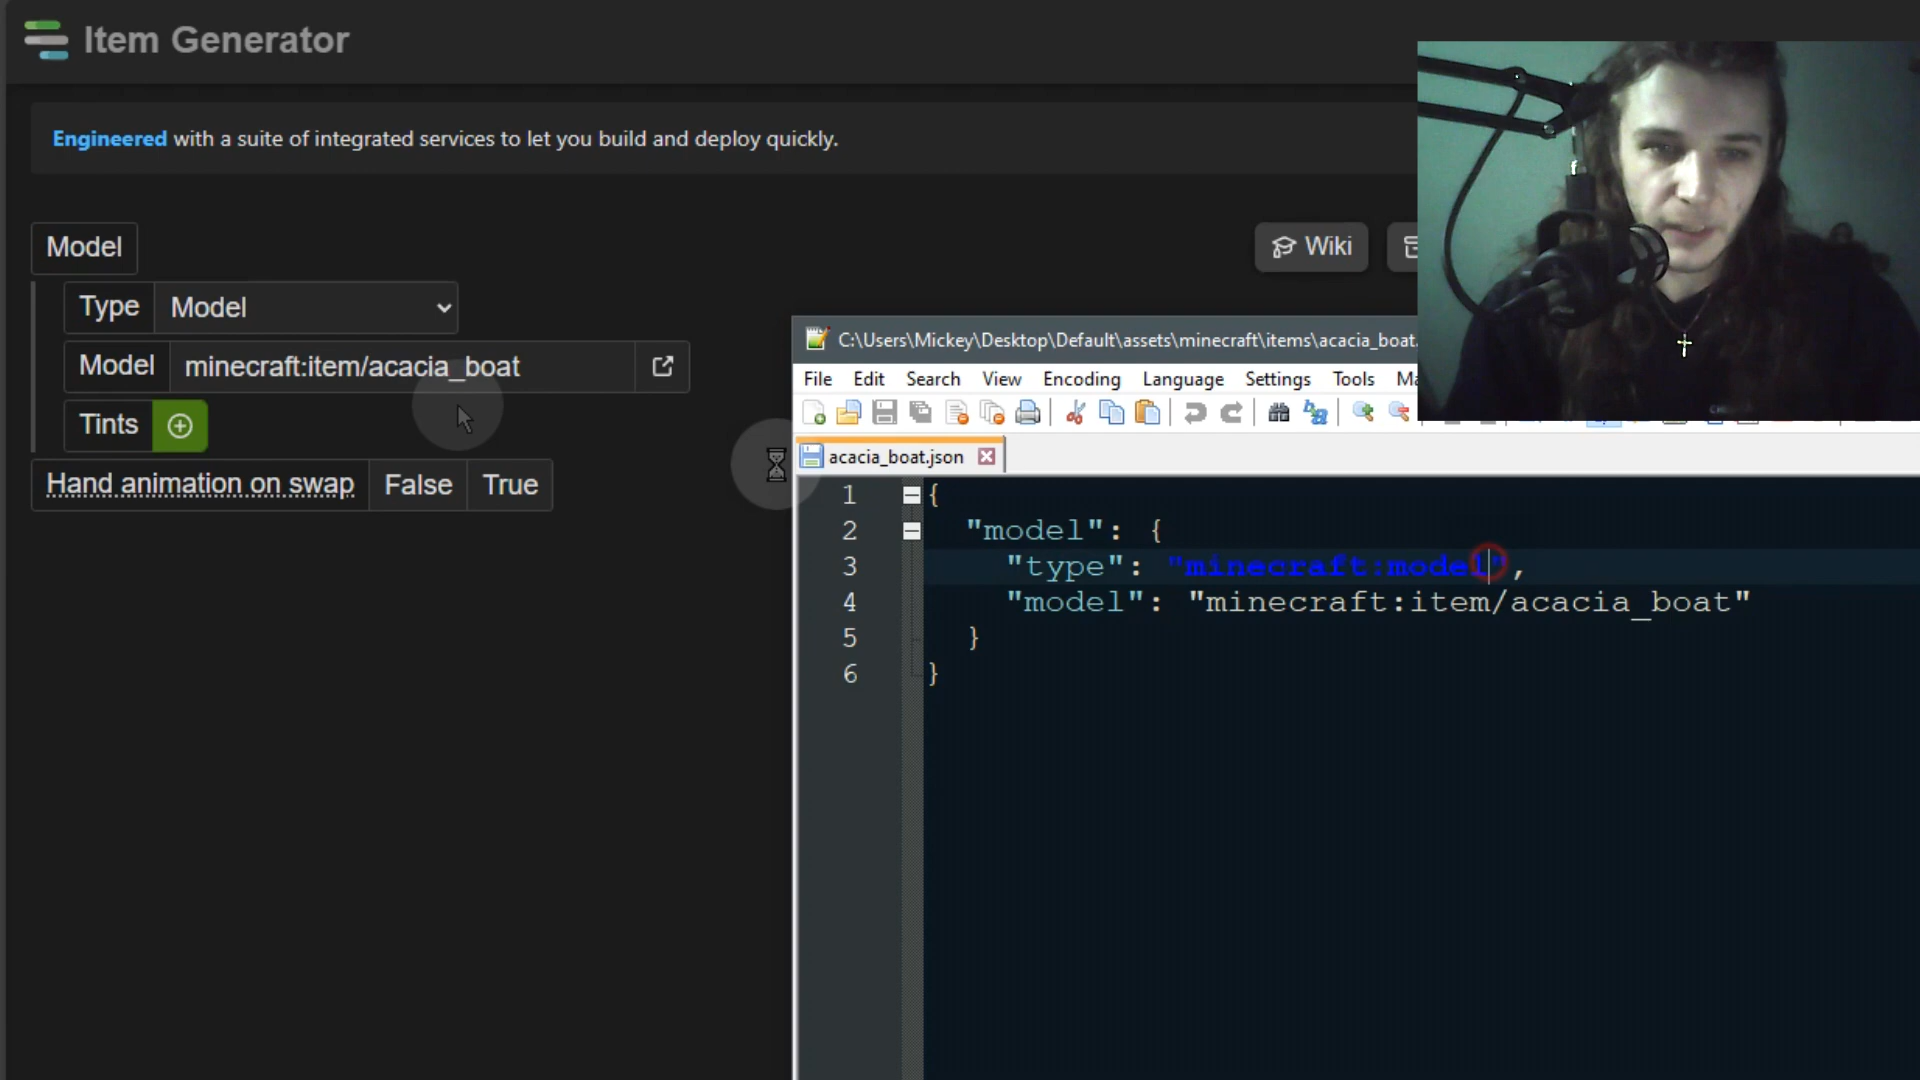 Item Generator
Engineered with a suite of integrated services to let you build and deploy quickly.
Model
Wiki
Type Model
Model minecraft:item/acacia_boat
Tints
Hand animation on swap False True
C:\Users\Mickey\Desktop\Default\assets\minecraft\items\acacia_boat.
File Edit Search View Encoding Language Settings Tools Ma
acacia_boat.json
1 {
2 "model": {
3 "type": "minecraft:model",
4 "model": "minecraft:item/acacia_boat"
5 }
6 }